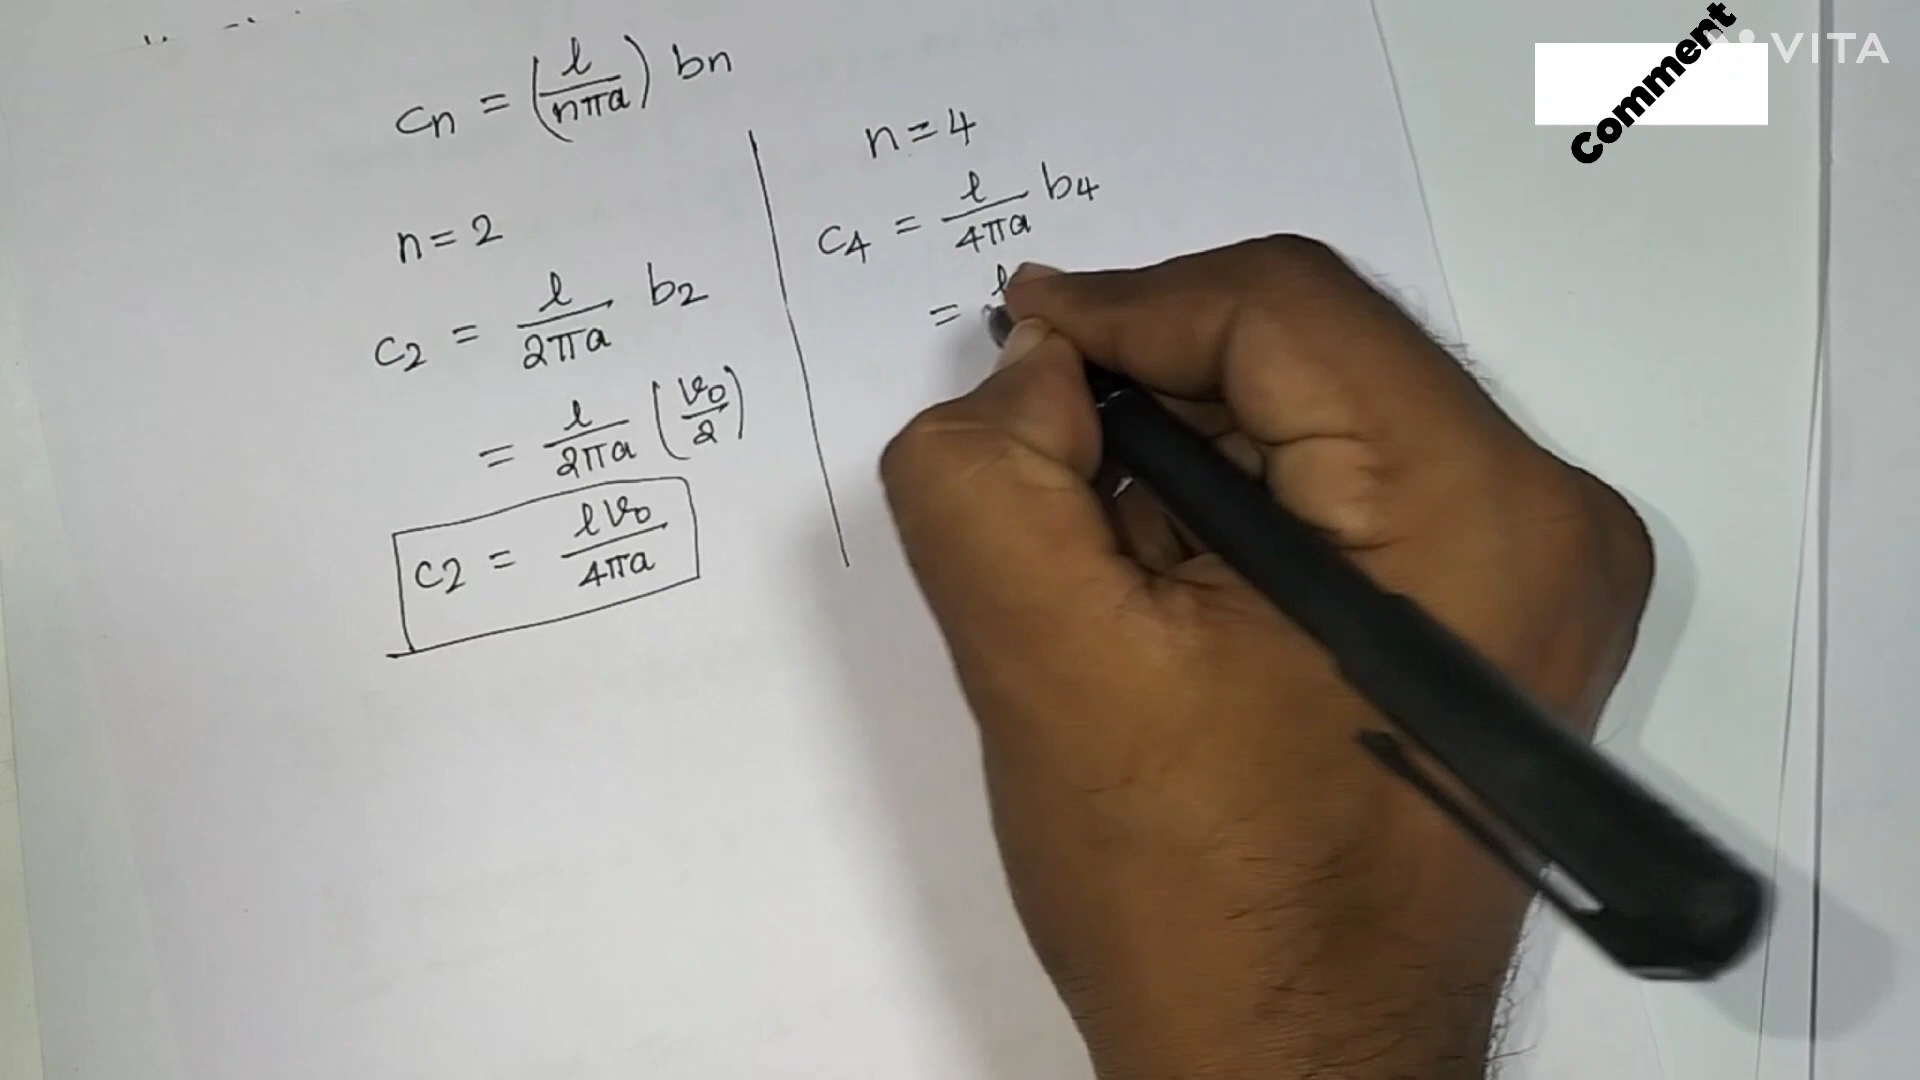 cn = (l/nπa) bn
n = 2
c2 = l/2πa b2
= l/2πa (v0/2)
c2 = lv0/4πa
n = 4
c4 = l/4πa b4
= l
Comment
VITA